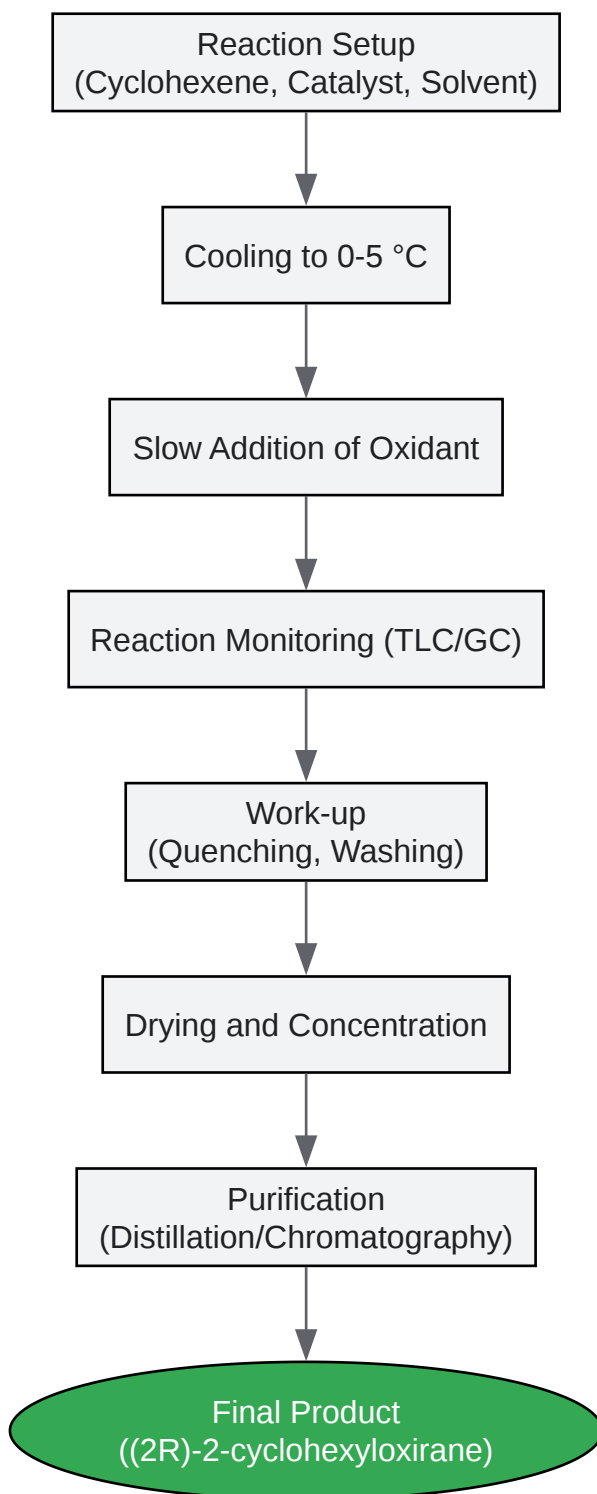 Reaction Setup
(Cyclohexene, Catalyst, Solvent)
Cooling to 0-5 °C
Slow Addition of Oxidant
Reaction Monitoring (TLC/GC)
Work-up
(Quenching, Washing)
Drying and Concentration
Purification
(Distillation/Chromatography)
Final Product
((2R)-2-cyclohexyloxirane)